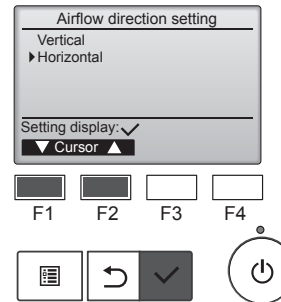 Airflow direction setting
Vertical
Horizontal
Setting display:✓
▼ Cursor ▲
F1 F2 F3 F4